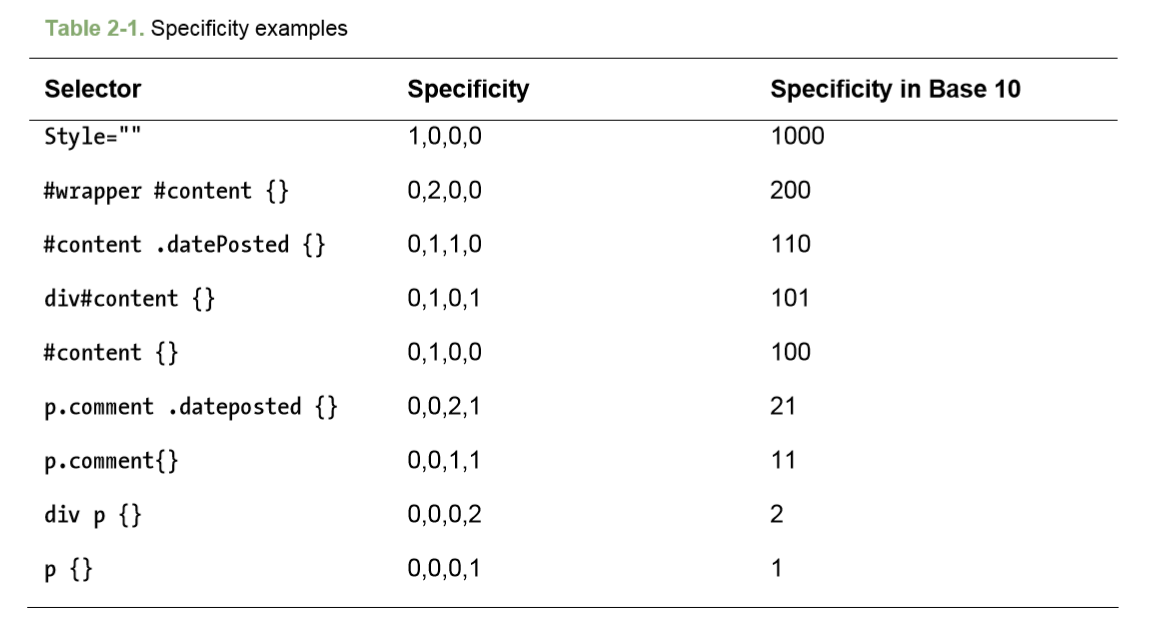 Table 2-1. Specificity examples
Selector Specificity Specificity in Base 10
Style="" 1,0,0,0 1000
#wrapper #content {} 0,2,0,0 200
#content .datePosted {} 0,1,1,0 110
div#content {} 0,1,0,1 101
#content {} 0,1,0,0 100
p.comment .dateposted {} 0,0,2,1 21
p.comment{} 0,0,1,1 11
div p {} 0,0,0,2 2
p {} 0,0,0,1 1